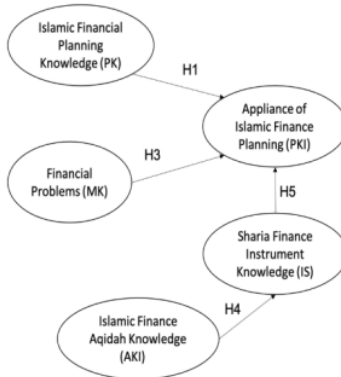 Islamic Financial
Planning
Knowledge (PK)
H1
Appliance of
Islamic Finance
Planning (PKI)
H3
Financial
Problems (MK)
H5
Sharia Finance
Instrument
Knowledge (IS)
H4
Islamic Finance
Aqidah Knowledge
(AKI)